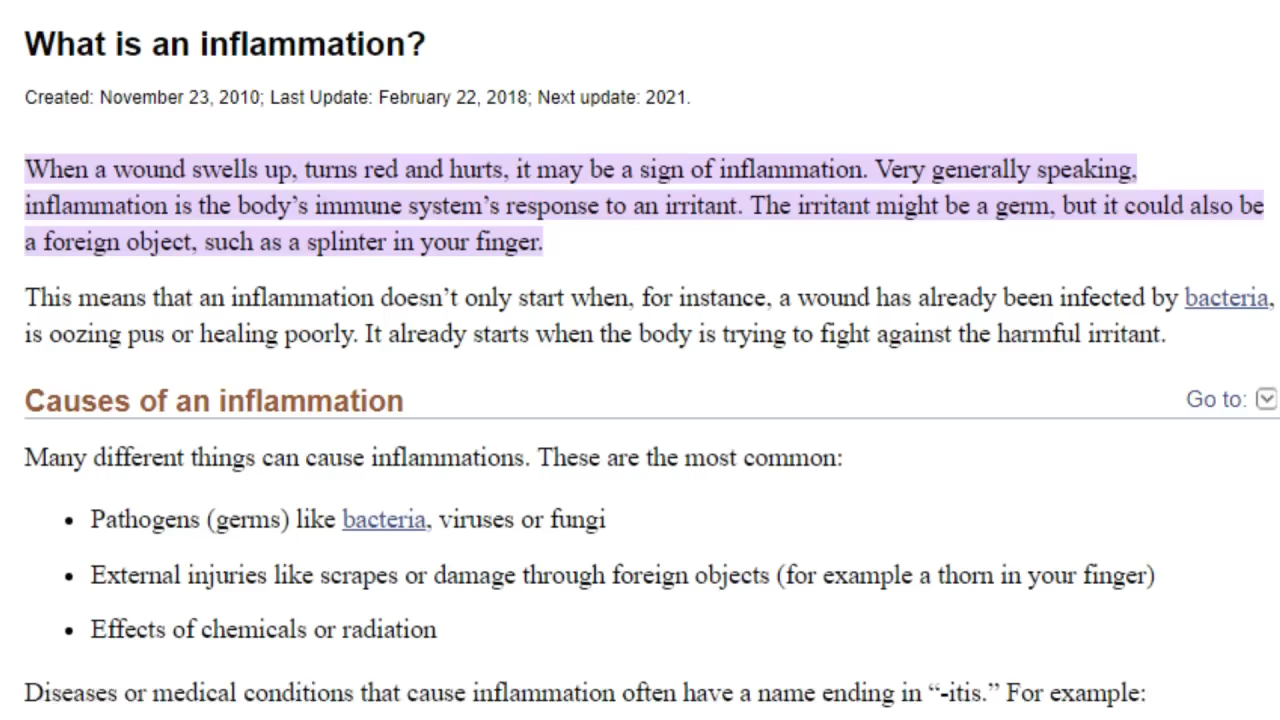 What is an inflammation?
Created: November 23, 2010; Last Update: February 22, 2018; Next update: 2021.
When a wound swells up, turns red and hurts, it may be a sign of inflammation. Very generally speaking,
inflammation is the body’s immune system’s response to an irritant. The irritant might be a germ, but it could also be
a foreign object, such as a splinter in your finger.
This means that an inflammation doesn’t only start when, for instance, a wound has already been infected by bacteria,
is oozing pus or healing poorly. It already starts when the body is trying to fight against the harmful irritant.
Causes of an inflammation
Go to:
Many different things can cause inflammations. These are the most common:
• Pathogens (germs) like bacteria, viruses or fungi
• External injuries like scrapes or damage through foreign objects (for example a thorn in your finger)
• Effects of chemicals or radiation
Diseases or medical conditions that cause inflammation often have a name ending in “-itis.” For example: